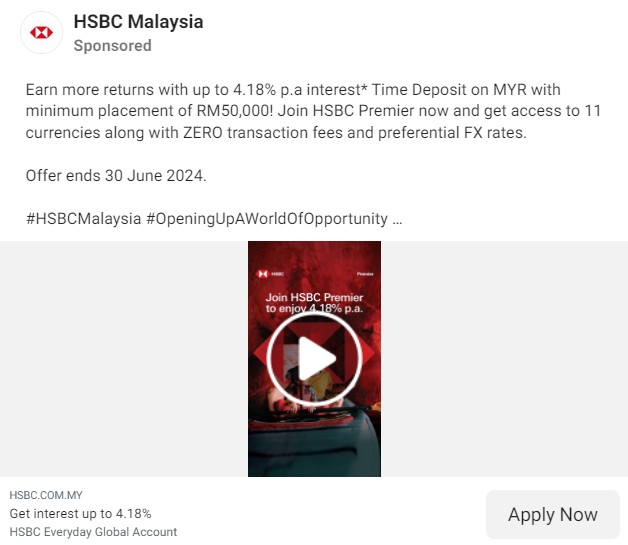 HSBC Malaysia
Sponsored
Earn more returns with up to 4.18% p.a interest* Time Deposit on MYR with
minimum placement of RM50,000! Join HSBC Premier now and get access to 11
currencies along with ZERO transaction fees and preferential FX rates.
Offer ends 30 June 2024.
#HSBCMalaysia #OpeningUpAWorldOfOpportunity ...
HSBC Premier
Join HSBC Premier
to enjoy 4.18% p.a.
HSBC.COM.MY
Get interest up to 4.18%
HSBC Everyday Global Account
Apply Now